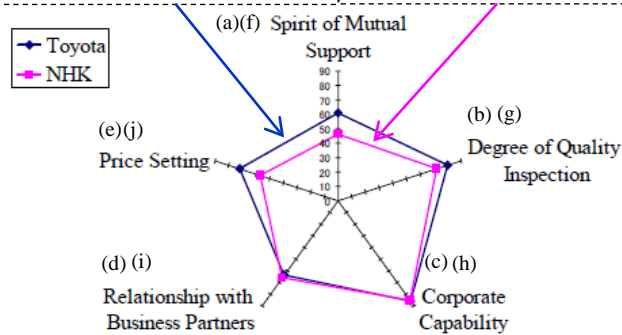 (a)(f)
Spirit of Mutual
Support
Toyota
NHK
90
80
70
60
50
40
30
20
10
0
(b) (g)
Degree of Quality
Inspection
(e)(j)
Price Setting
(d) (i)
Relationship with
Business Partners
(c) (h)
Corporate
Capability